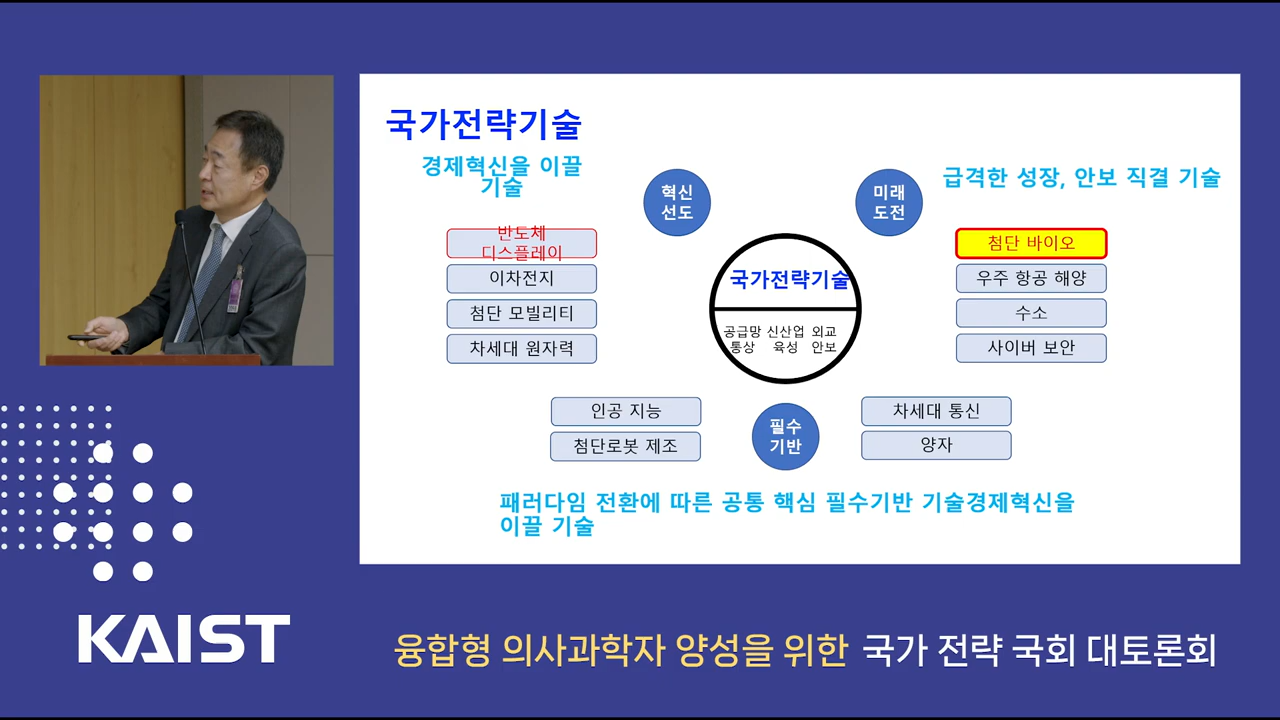 국가전략기술
경제혁신을 이끌
기술
혁신
선도
미래
도전
급격한 성장, 안보 직결 기술
반도체
디스플레이
이차전지
첨단 모빌리티
차세대 원자력
국가전략기술
공급망 신산업 외교
통상 육성 안보
첨단 바이오
우주 항공 해양
수소
사이버 보안
인공 지능
첨단로봇 제조
필수
기반
차세대 통신
양자
패러다임 전환에 따른 공통 핵심 필수기반 기술경제혁신을
이끌 기술
KAIST
융합형 의사과학자 양성을 위한 국가 전략 국회 대토론회